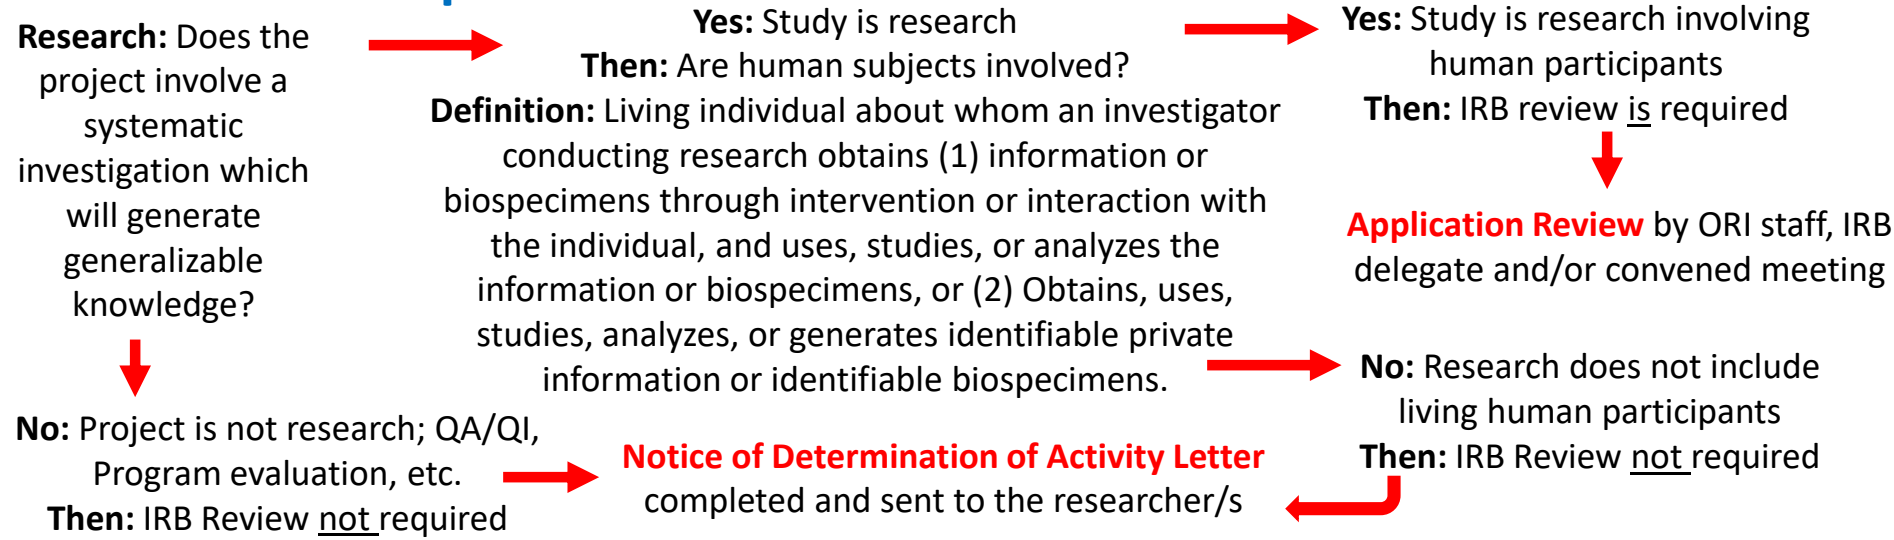 Research: Does the
project involve a
systematic
investigation which
will generate
generalizable
knowledge?
Yes: Study is research
Then: Are human subjects involved?
Definition: Living individual about whom an investigator
conducting research obtains (1) information or
biospecimens through intervention or interaction with
the individual, and uses, studies, or analyzes the
information or biospecimens, or (2) Obtains, uses,
studies, analyzes, or generates identifiable private
information or identifiable biospecimens.
Yes: Study is research involving
human participants
Then: IRB review is required
Application Review by ORI staff, IRB
delegate and/or convened meeting
No: Research does not include
living human participants
Then: IRB Review not required
No: Project is not research; QA/QI,
Program evaluation, etc.
Then: IRB Review not required
Notice of Determination of Activity Letter
completed and sent to the researcher/s